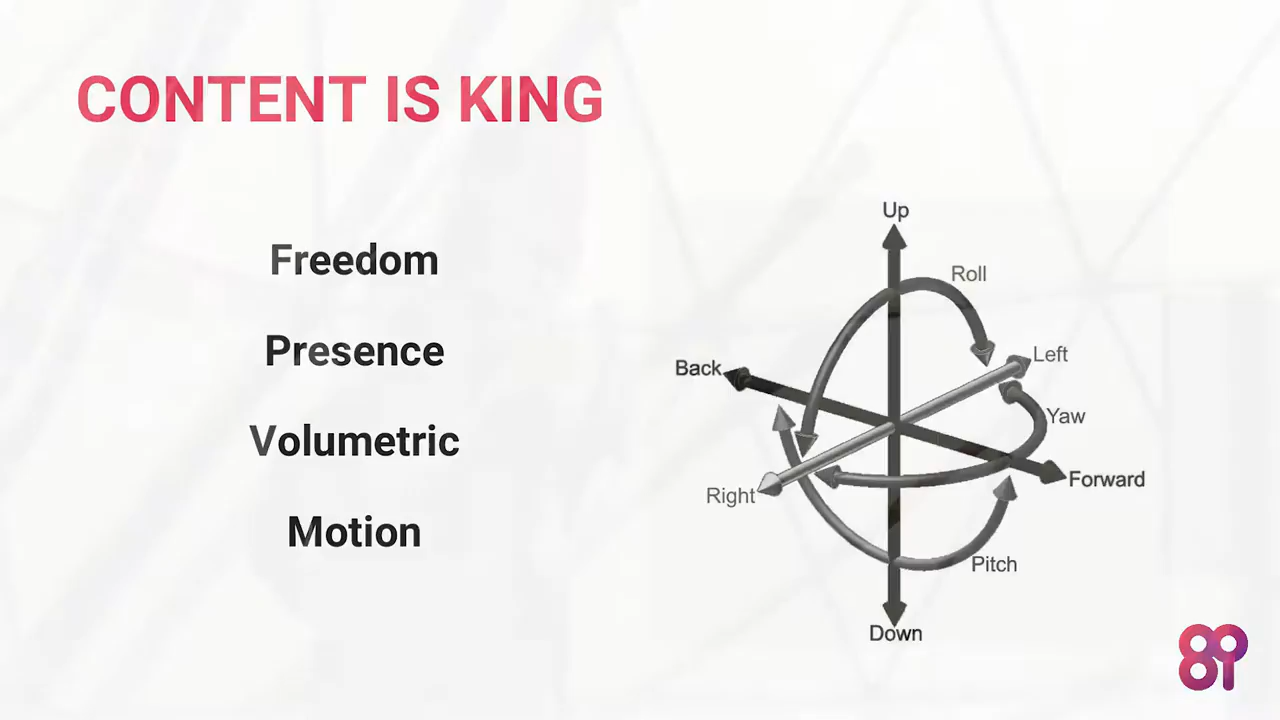 CONTENT IS KING
Freedom
Presence
Volumetric
Motion
Up
Roll
Left
Back
Yaw
Forward
Right
Pitch
Down